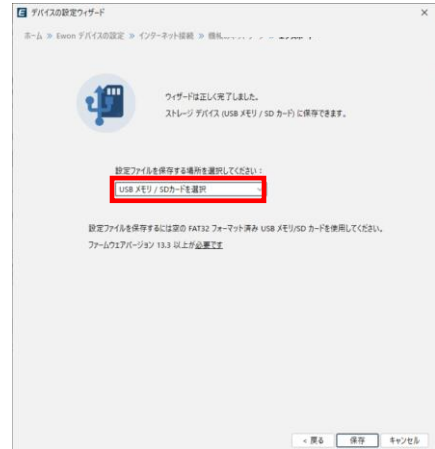 デバイスの設定ウィザード
ホーム » Ewon デバイスの設定 » インターネット接続 »
ウィザードは正しく完了しました。
ストレージ デバイス (USB メモリ / SD カード) に保存できます。
設定ファイルを保存する場所を選択してください：
USB メモリ / SDカードを選択
設定ファイルを保存するには空の FAT32 フォーマット済み USB メモリ/SD カードを使用してください。
ファームウェアバージョン 13.3 以上が必要です
< 戻る 保存 キャンセル